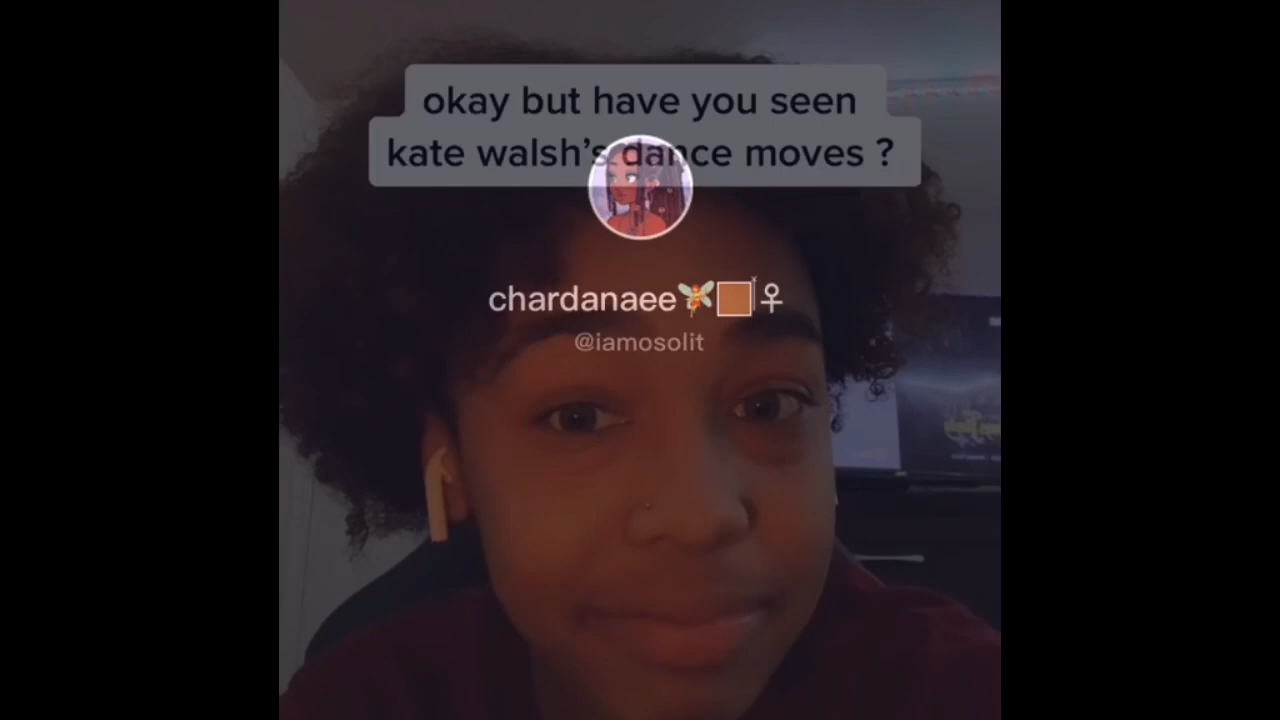 okay but have you seen
kate walsh's dance moves ?
chardanaee🧚🏽‍♀
@iamosolit